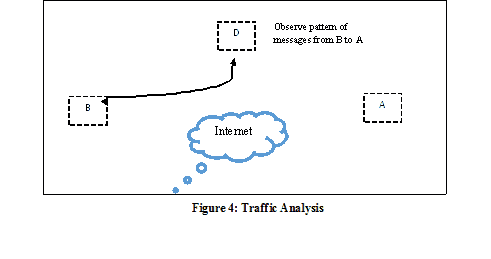 D
Observe pattern of
messages from B to A
B
A
Internet
Figure 4: Traffic Analysis